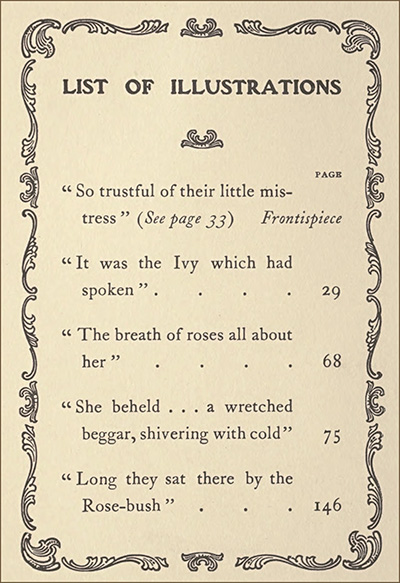 LIST OF ILLUSTRATIONS
PAGE
“So trustful of their little mis-
tress” (See page 33) Frontispiece
“It was the Ivy which had
spoken” . . . . 29
“The breath of roses all about
her” . . . . 68
“She beheld . . . a wretched
beggar, shivering with cold” 75
“Long they sat there by the
Rose-bush” . . . 146